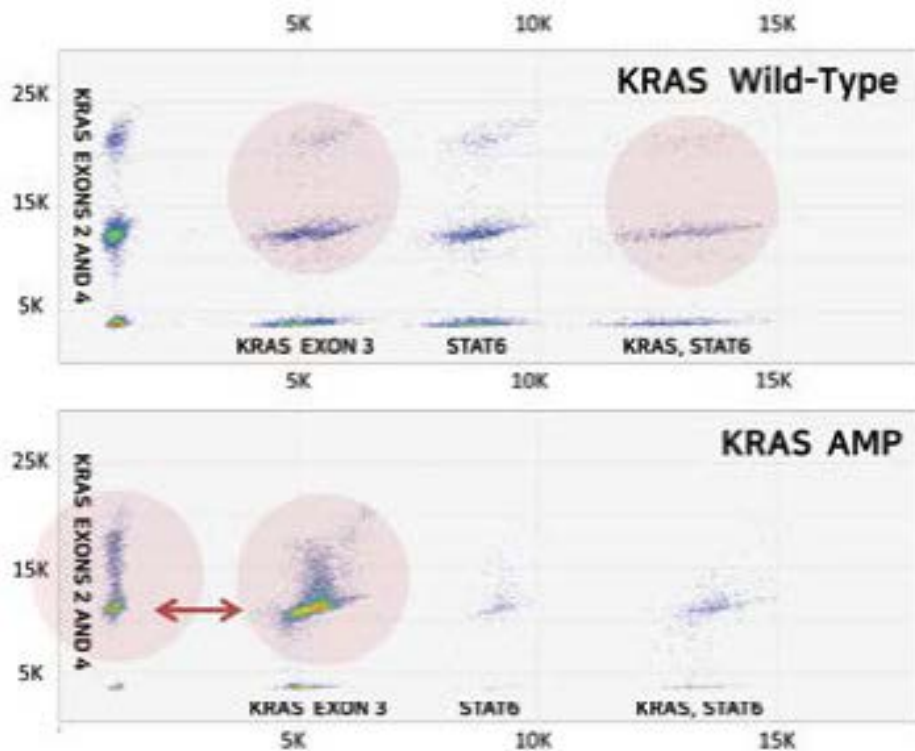 5K 10K 15K
KRAS Wild-Type
25K
15K
5K
KRAS EXONS 2 AND 4
KRAS EXON 3 STAT6 KRAS, STAT6
5K 10K 15K
KRAS AMP
25K
15K
5K
KRAS EXONS 2 AND 4
KRAS EXON 3 STAT6 KRAS, STAT6
5K 10K 15K